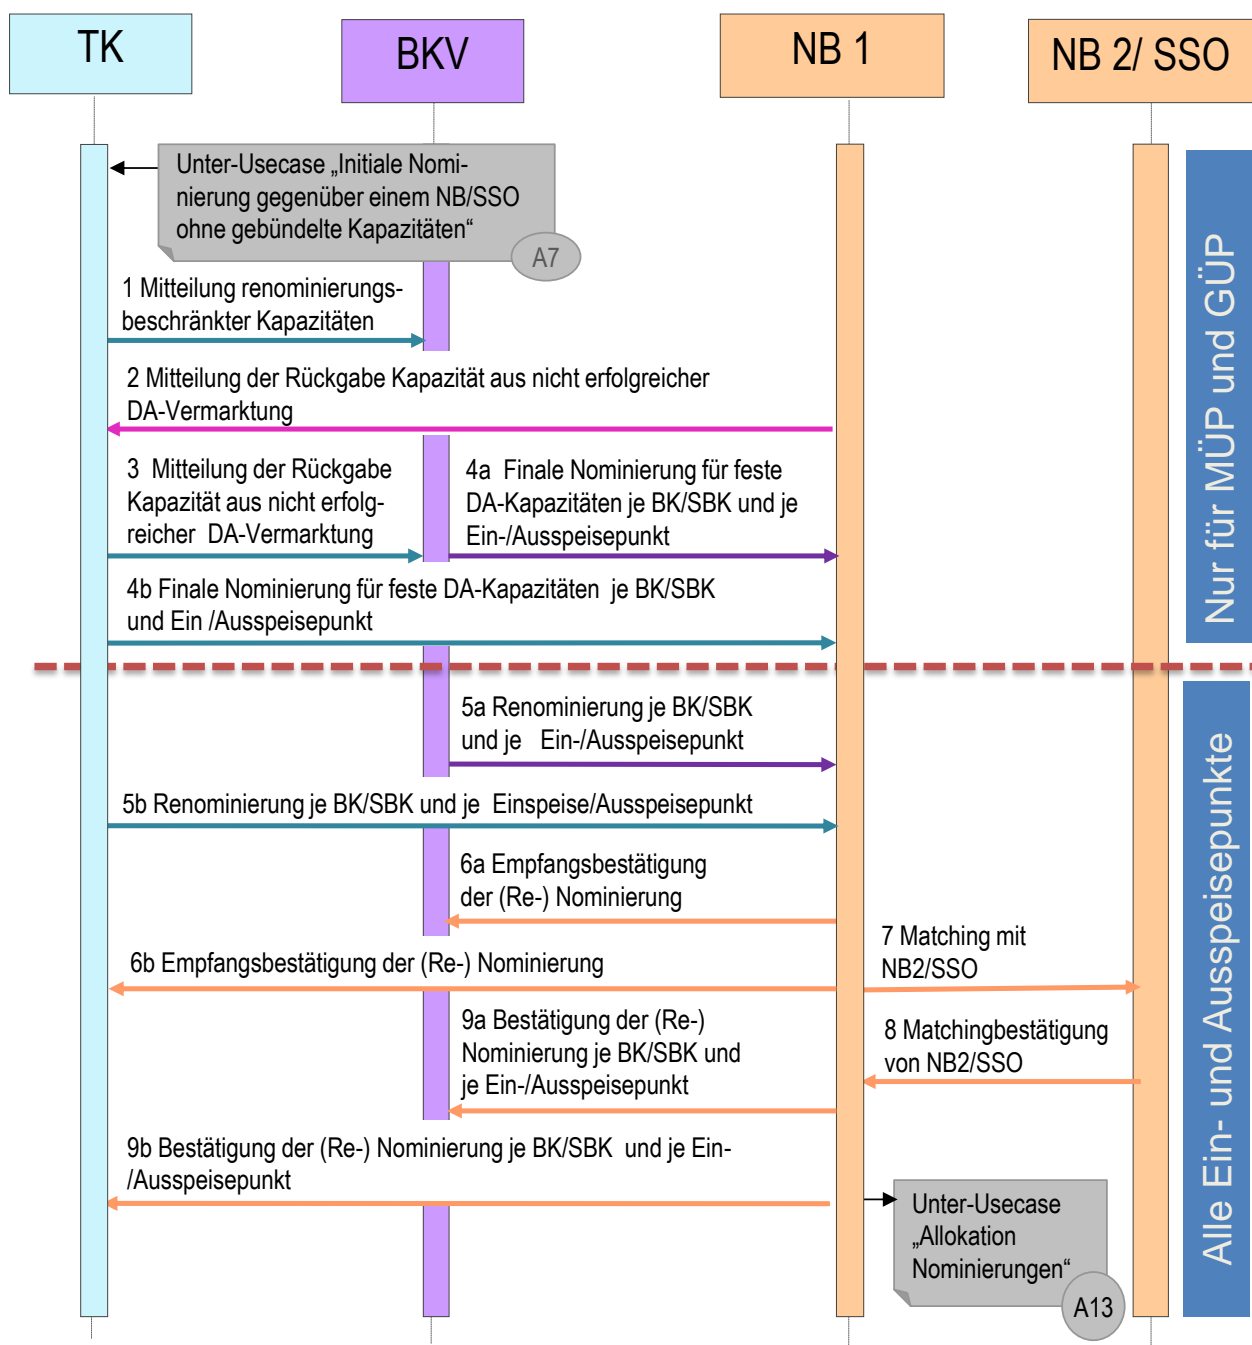 TK
BKV
NB 1
NB 2/ SSO
Unter-Usecase „Initiale Nomi-
nierung gegenüber einem NB/SSO
ohne gebündelte Kapazitäten“
A7
1 Mitteilung renominierungs-
beschränkter Kapazitäten
2 Mitteilung der Rückgabe Kapazität aus nicht erfolgreicher
DA-Vermarktung
3 Mitteilung der Rückgabe
Kapazität aus nicht erfolg-
reicher DA-Vermarktung
4a Finale Nominierung für feste
DA-Kapazitäten je BK/SBK und je
Ein-/Ausspeisepunkt
4b Finale Nominierung für feste DA-Kapazitäten je BK/SBK
und Ein /Ausspeisepunkt
Nur für MÜP und GÜP
5a Renominierung je BK/SBK
und je Ein-/Ausspeisepunkt
5b Renominierung je BK/SBK und je Einspeise/Ausspeisepunkt
6a Empfangsbestätigung
der (Re-) Nominierung
6b Empfangsbestätigung der (Re-) Nominierung
7 Matching mit
NB2/SSO
8 Matchingbestätigung
von NB2/SSO
9a Bestätigung der (Re-)
Nominierung je BK/SBK und
je Ein-/Ausspeisepunkt
9b Bestätigung der (Re-) Nominierung je BK/SBK und je Ein-
/Ausspeisepunkt
Unter-Usecase
„Allokation
Nominierungen“
A13
Alle Ein- und Ausspeisepunkte